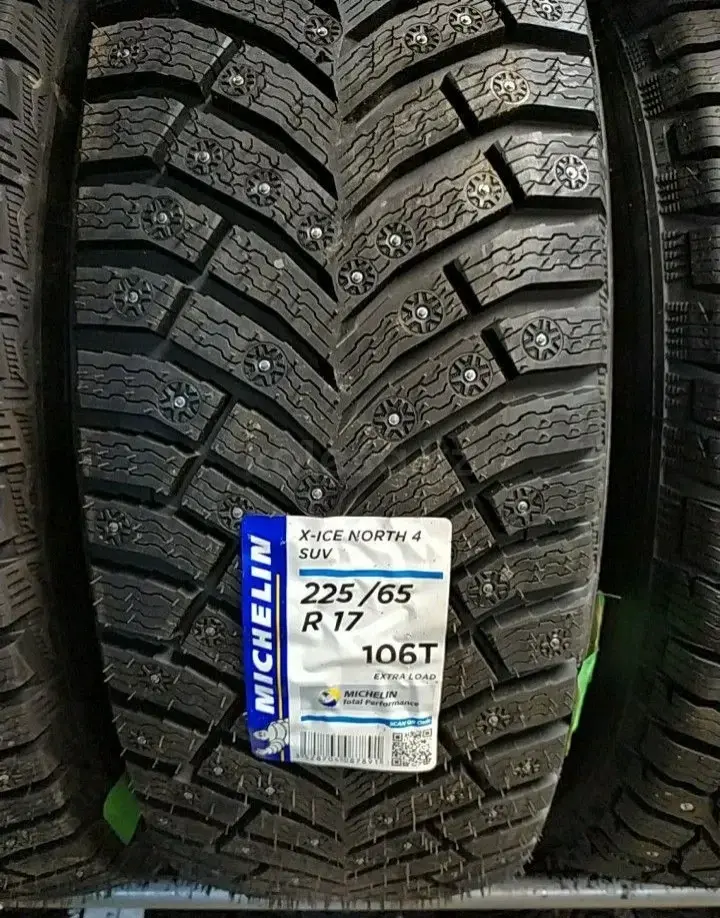 MICHELIN
X-ICE NORTH 4
SUV
225/65
R 17
106T
EXTRA LOAD
MICHELIN
Total Performance